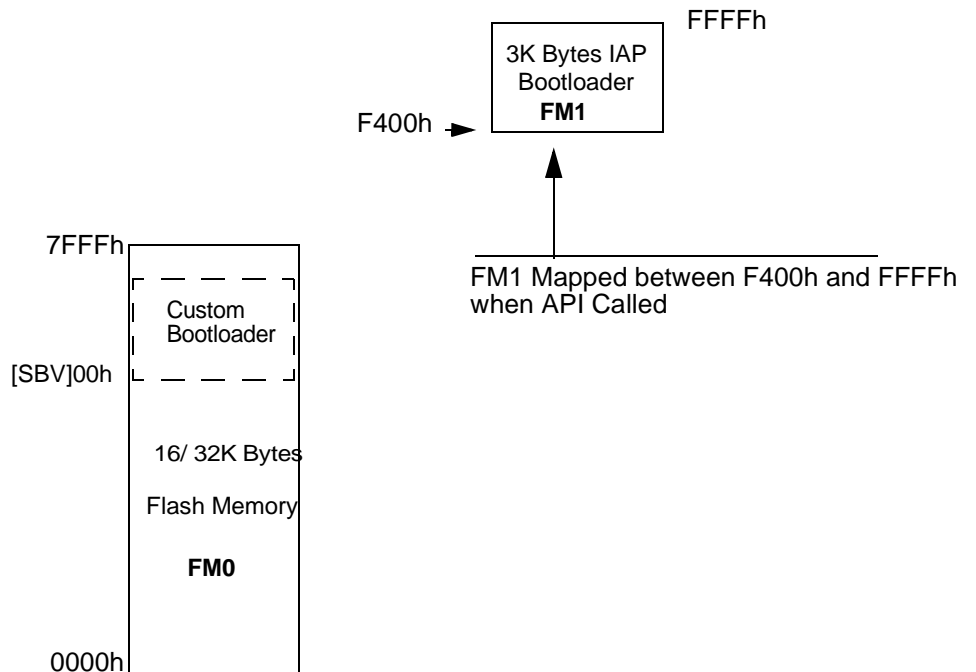 FFFFh
3K Bytes IAP
Bootloader
FM1
F400h
7FFFh
FM1 Mapped between F400h and FFFFh
when API Called
Custom
Bootloader
[SBV]00h
16/ 32K Bytes
Flash Memory
FM0
0000h